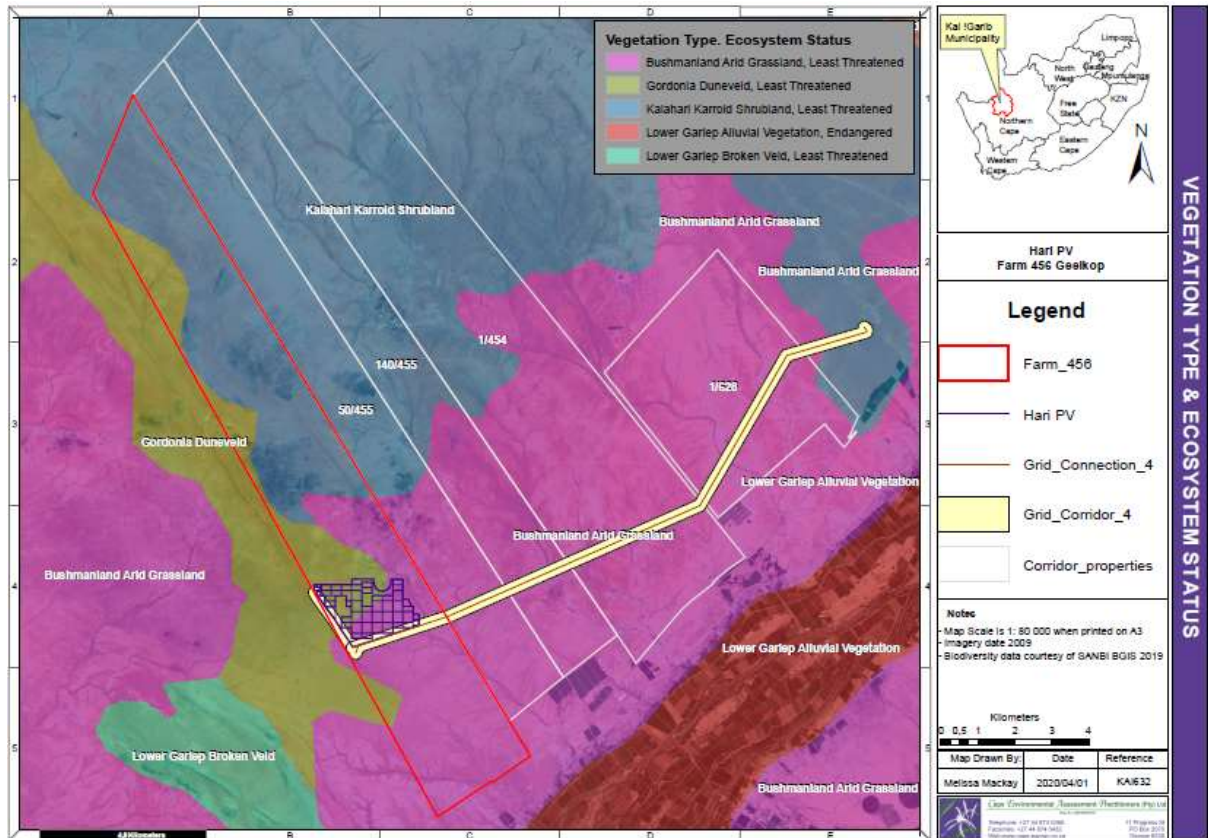 A B C D E
Vegetation Type. Ecosystem Status
Bushmanland Arid Grassland, Least Threatened
Gordonia Duneveld, Least Threatened
Kalahari Karroid Shrubland, Least Threatened
Lower Gariep Alluvial Vegetation, Endangered
Lower Gariep Broken Veld, Least Threatened
1
1
Kalahari Karroid Shrubland
Bushmanland Arid Grassland
2
2
Bushmanland Arid Grassland
1/454
140/455
1/626
50/455
3
3
Gordonia Duneveld
Lower Gariep Alluvial Vegetation
Bushmanland Arid Grassland
Bushmanland Arid Grassland
4
4
Lower Gariep Alluvial Vegetation
5
5
Lower Gariep Broken Veld
Bushmanland Arid Grassland
A B C D E
Kai !Garib
Municipality
Limpopo
North
West
Gauteng
Mpumulanga
Free
State
KZN
Northern
Cape
Eastern
Cape
Western
Cape
N
Hari PV
Farm 456 Geelkop
Legend
Farm_456
Hari PV
Grid_Connection_4
Grid_Corridor_4
Corridor_properties
Notes
- Map Scale is 1: 80 000 when printed on A3
- Imagery date 2009
- Biodiversity data courtesy of SANBI BGIS 2019
Kilometers
0 0,5 1 2 3 4
Map Drawn By: Date Reference
Melissa Mackay 2020/04/01 KAI632
Cape Environmental Assessment Practitioners (Pty) Ltd
VEGETATION TYPE & ECOSYSTEM STATUS